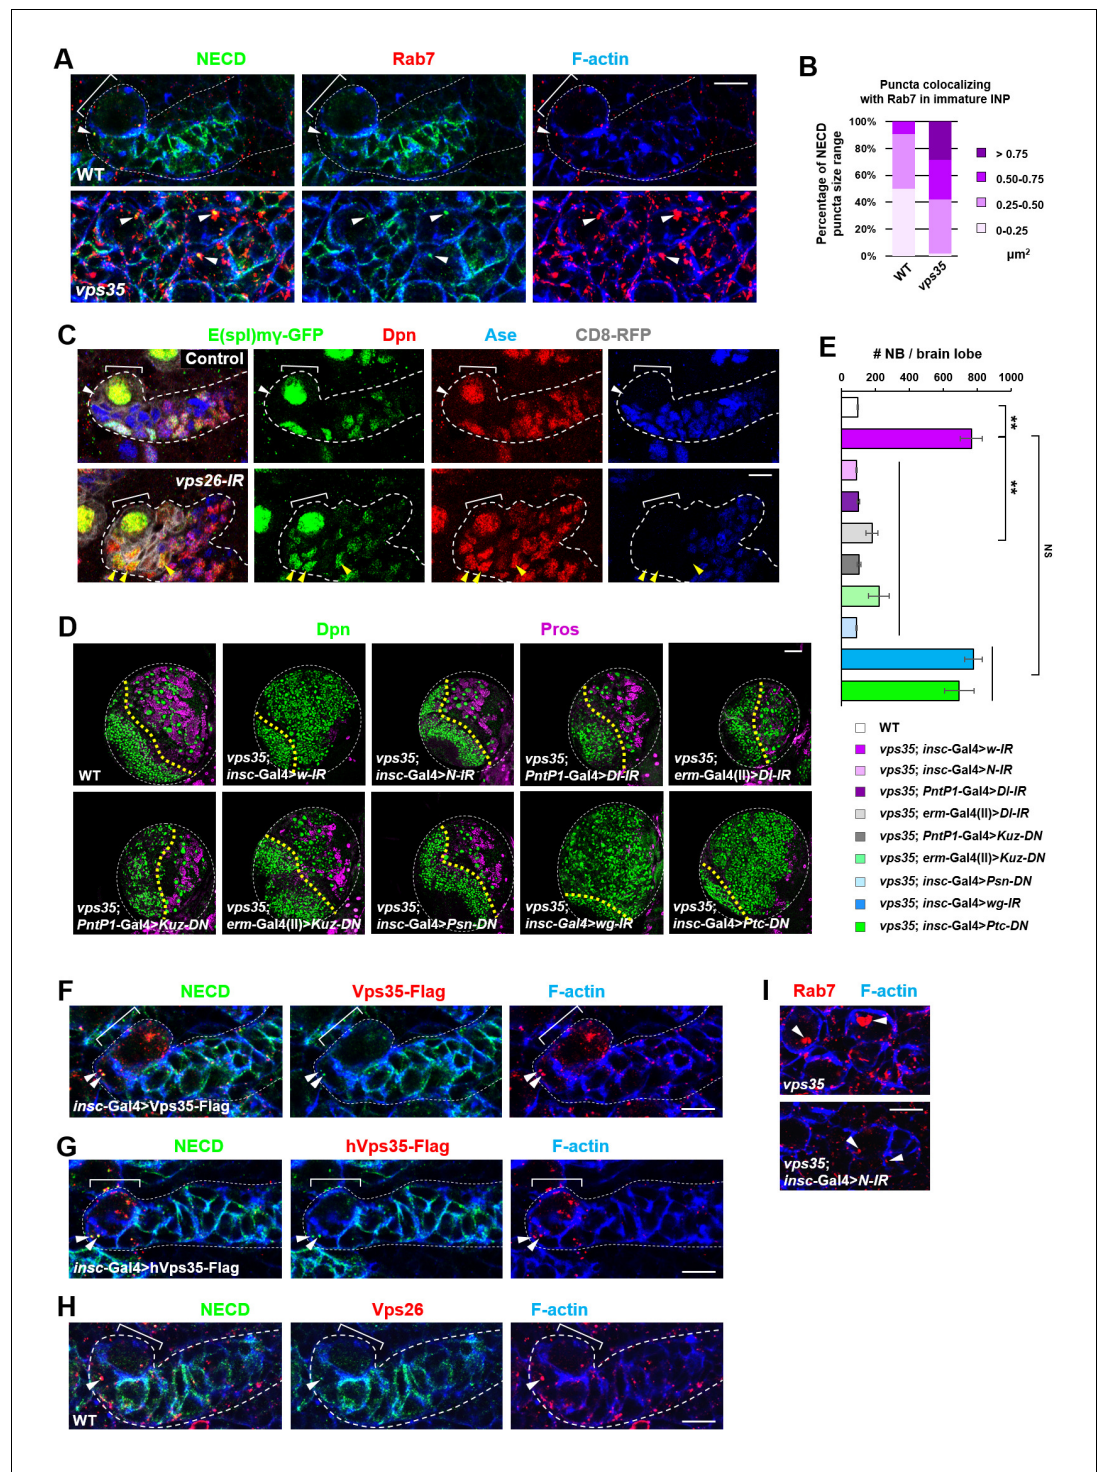 A
NECD
Rab7
F-actin
WT
vps35
B
Puncta colocalizing
with Rab7 in immature INP
Percentage of NECD
puncta size range
100%
80%
60%
40%
20%
0%
WT
vps35
> 0.75
0.50-0.75
0.25-0.50
0-0.25
µm²
C
E(spl)mγ-GFP
Dpn
Ase
CD8-RFP
Control
vps26-IR
D
Dpn
Pros
WT
vps35;
insc-Gal4>w-IR
vps35;
insc-Gal4>N-IR
vps35;
PntP1-Gal4>Dl-IR
vps35;
erm-Gal4(II)>Dl-IR
vps35;
PntP1-Gal4>Kuz-DN
vps35;
erm-Gal4(II)>Kuz-DN
vps35;
insc-Gal4>Psn-DN
vps35;
insc-Gal4>wg-IR
vps35;
insc-Gal4>Ptc-DN
E
# NB / brain lobe
0 200 400 600 800 1000
**
**
NS
WT
vps35; insc-Gal4>w-IR
vps35; insc-Gal4>N-IR
vps35; PntP1-Gal4>Dl-IR
vps35; erm-Gal4(II)>Dl-IR
vps35; PntP1-Gal4>Kuz-DN
vps35; erm-Gal4(II)>Kuz-DN
vps35; insc-Gal4>Psn-DN
vps35; insc-Gal4>wg-IR
vps35; insc-Gal4>Ptc-DN
F
NECD
Vps35-Flag
F-actin
insc-Gal4>Vps35-Flag
G
NECD
hVps35-Flag
F-actin
insc-Gal4>hVps35-Flag
H
NECD
Vps26
F-actin
WT
I
Rab7
F-actin
vps35
vps35;
insc-Gal4>N-IR